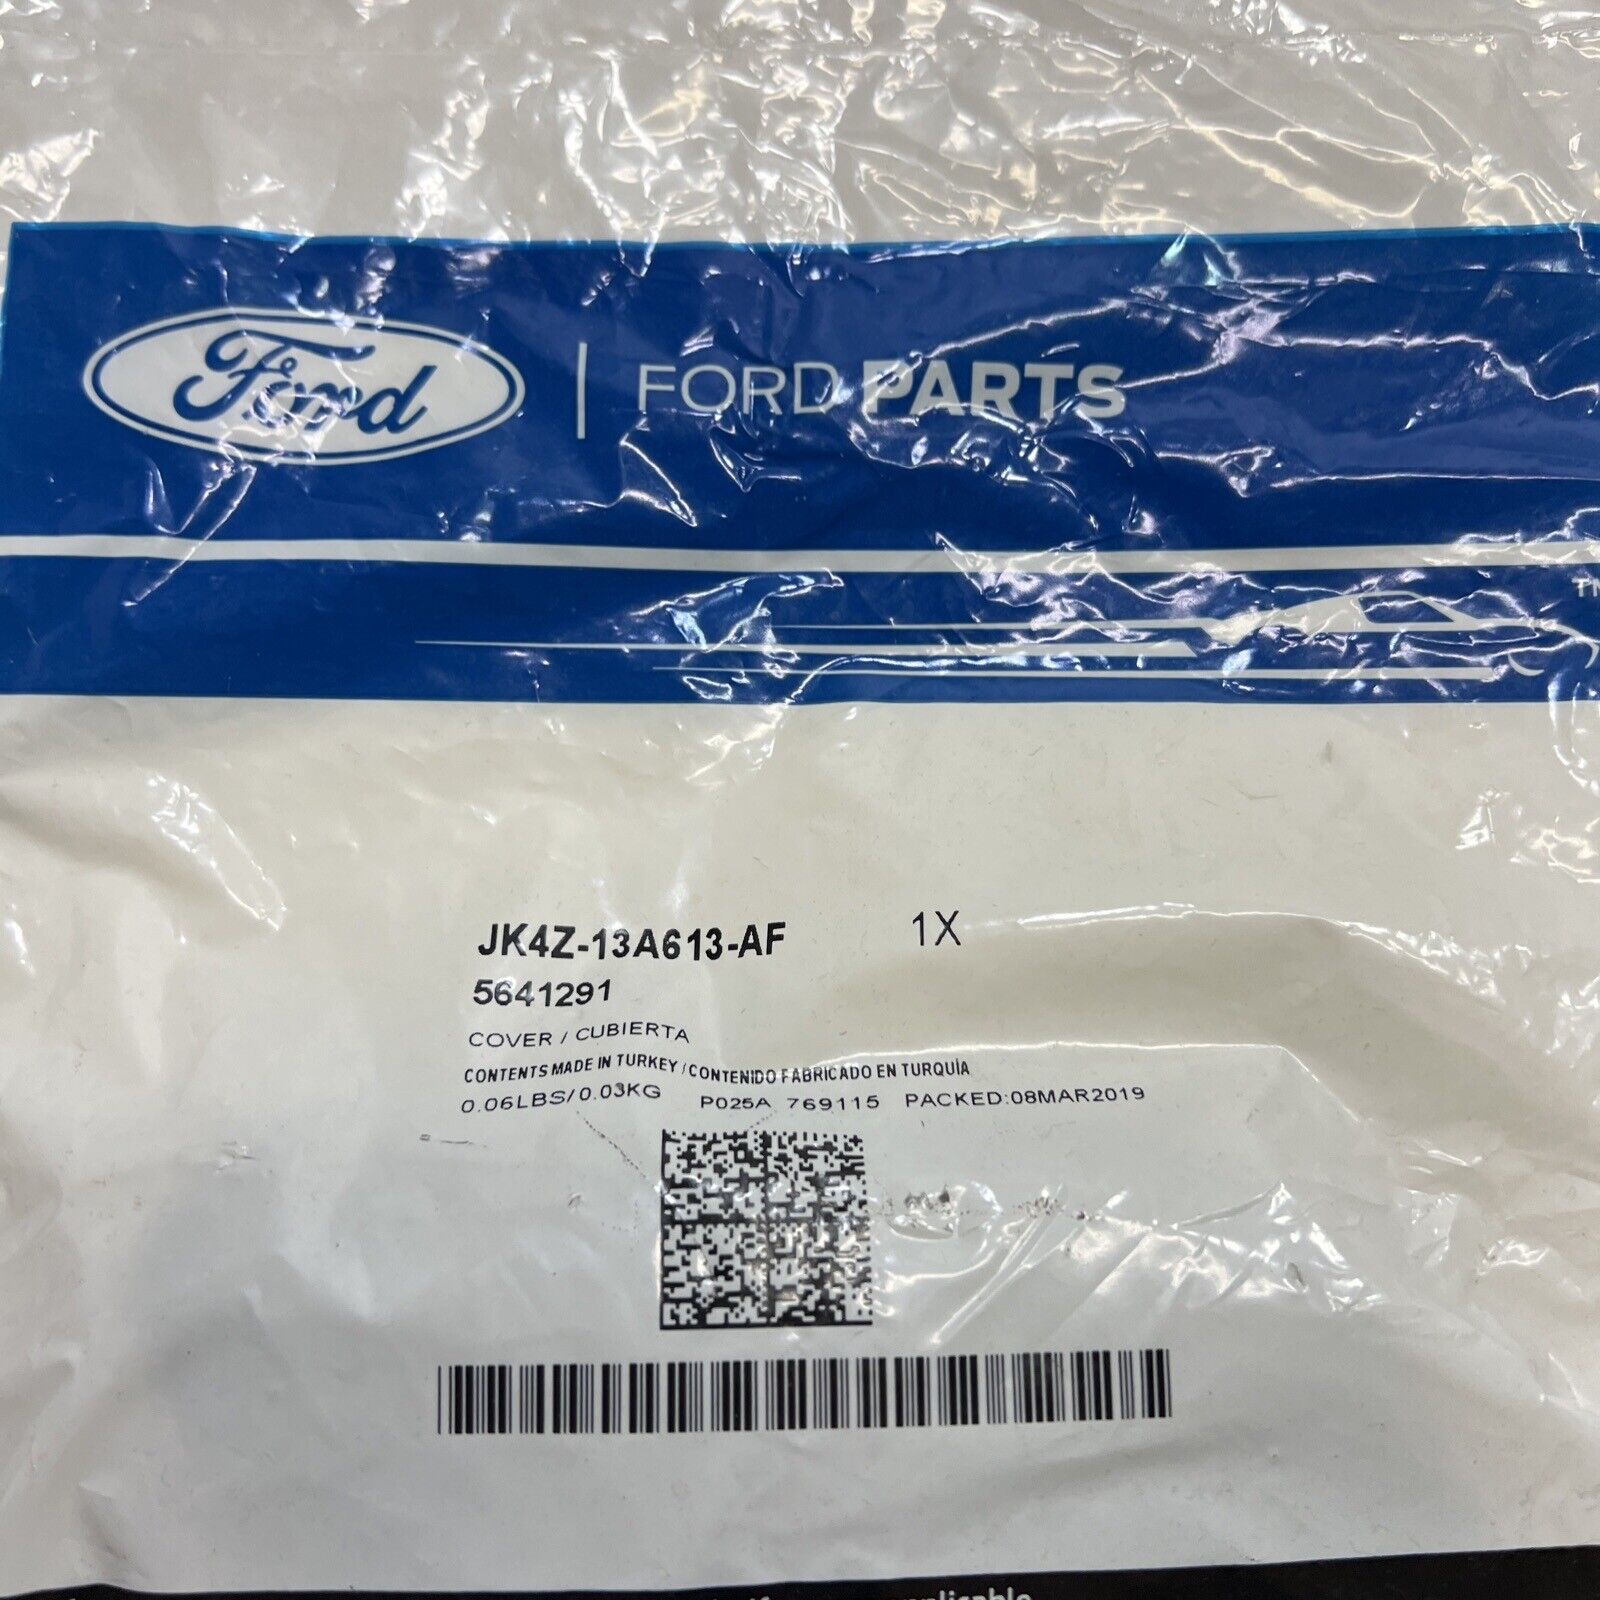 Ford | FORD PARTS
JK4Z-13A613-AF 1X
5641291
COVER / CUBIERTA
CONTENTS MADE IN TURKEY / CONTENIDO FABRICADO EN TURQUÍA
0.06LBS/0.03KG P025A 769115 PACKED:08MAR2019